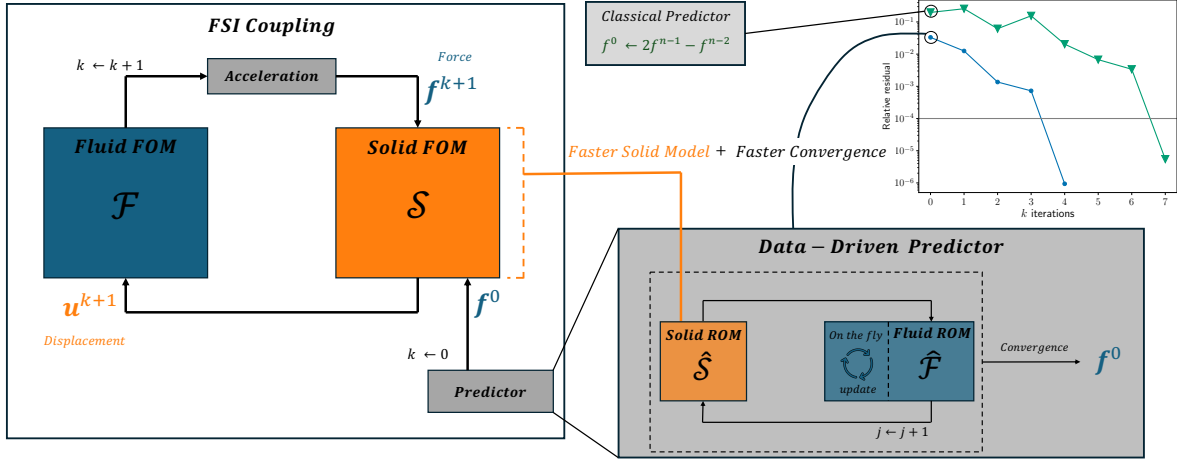 FSI Coupling
k ← k + 1
Acceleration
Force
f^{k+1}
Fluid FOM
ℱ
Solid FOM
𝒮
u^{k+1}
Displacement
f^0
k ← 0
Predictor
Classical Predictor
f^0 ← 2f^{n−1} − f^{n−2}
Faster Solid Model + Faster Convergence
Relative residual
10^{−1}
10^{−2}
10^{−3}
10^{−4}
10^{−5}
10^{−6}
0 1 2 3 4 5 6 7
k iterations
Data − Driven Predictor
Solid ROM
𝒮̂
On the fly
update
Fluid ROM
ℱ̂
j ← j + 1
Convergence
f^0